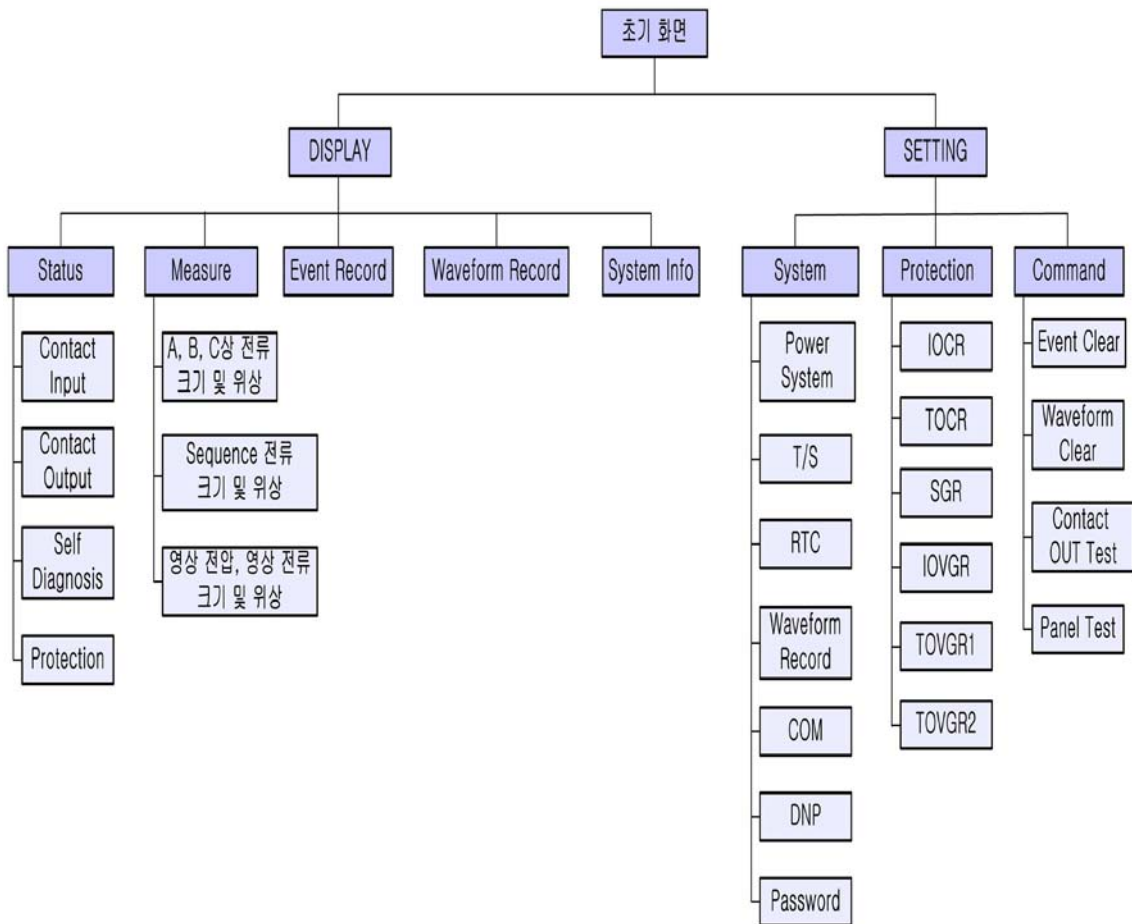 초기 화면
DISPLAY
SETTING
Status
Measure
Event Record
Waveform Record
System Info
System
Protection
Command
Contact
Input
Contact
Output
Self
Diagnosis
Protection
A, B, C상 전류
크기 및 위상
Sequence 전류
크기 및 위상
영상 전압, 영상 전류
크기 및 위상
Power
System
T/S
RTC
Waveform
Record
COM
DNP
Password
IOCR
TOCR
SGR
IOVGR
TOVGR1
TOVGR2
Event Clear
Waveform
Clear
Contact
OUT Test
Panel Test